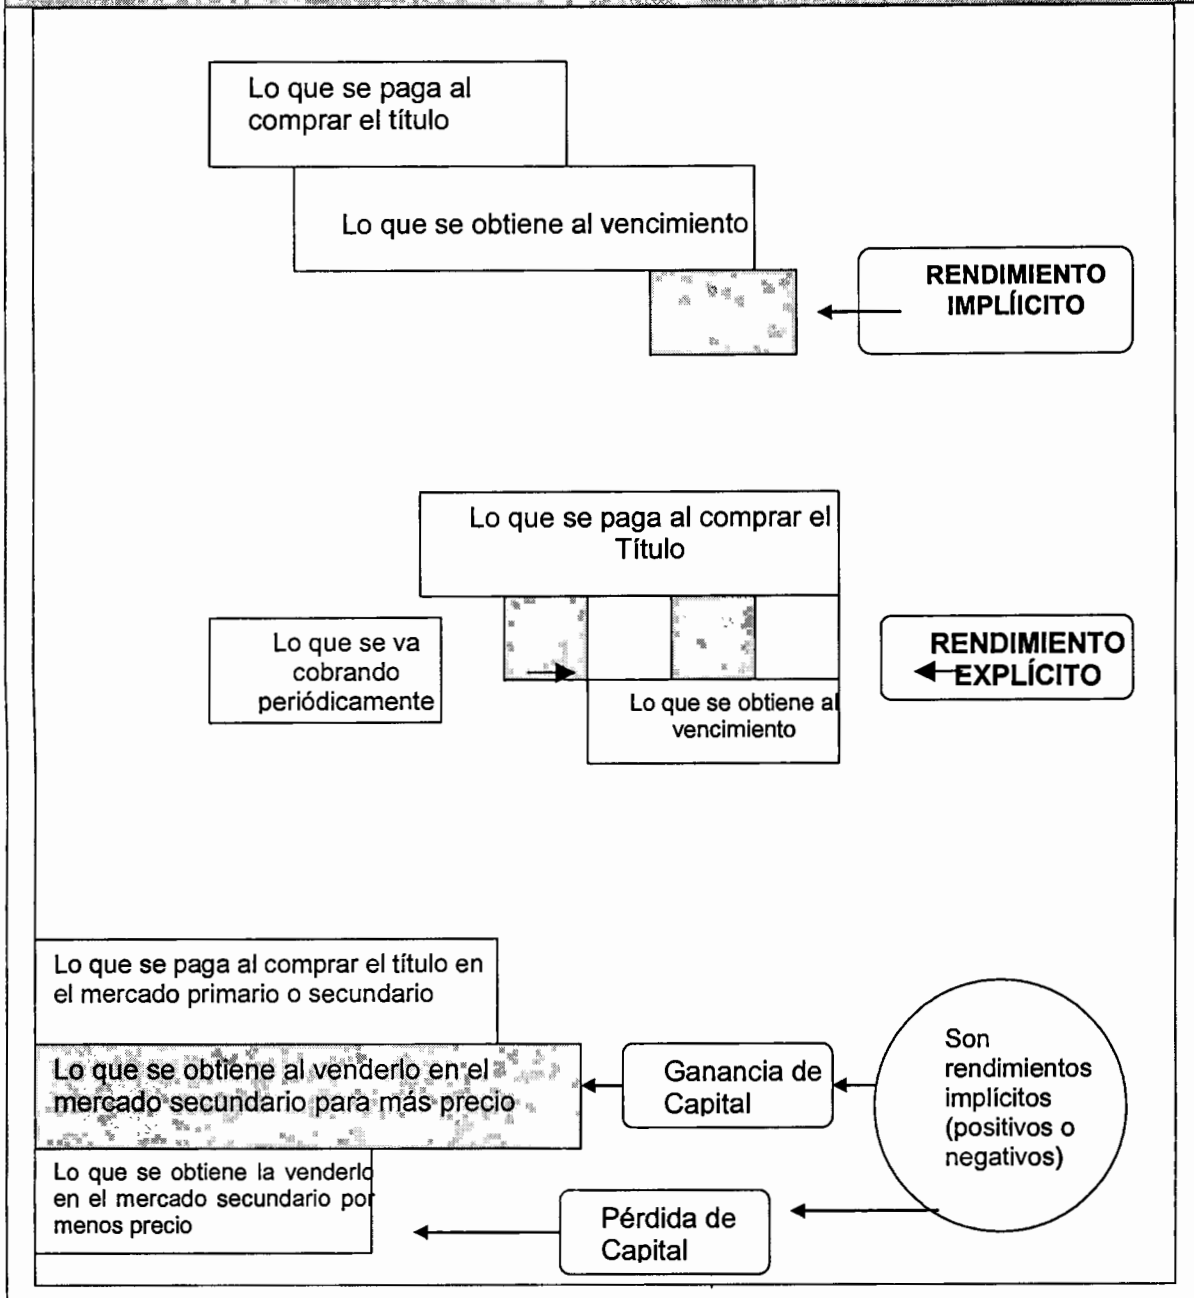 Lo que se paga al
comprar el título
Lo que se obtiene al vencimiento
RENDIMIENTO
IMPLÍICITO
Lo que se paga al comprar el
Título
Lo que se va
cobrando
periódicamente
RENDIMIENTO
EXPLÍCITO
Lo que se obtiene al
vencimiento
Lo que se paga al comprar el título en
el mercado primario o secundario
Lo que se obtiene al venderlo en el
mercado secundario para más precio
Ganancia de
Capital
Son
rendimientos
implícitos
(positivos o
negativos)
Lo que se obtiene la venderlo
en el mercado secundario por
menos precio
Pérdida de
Capital